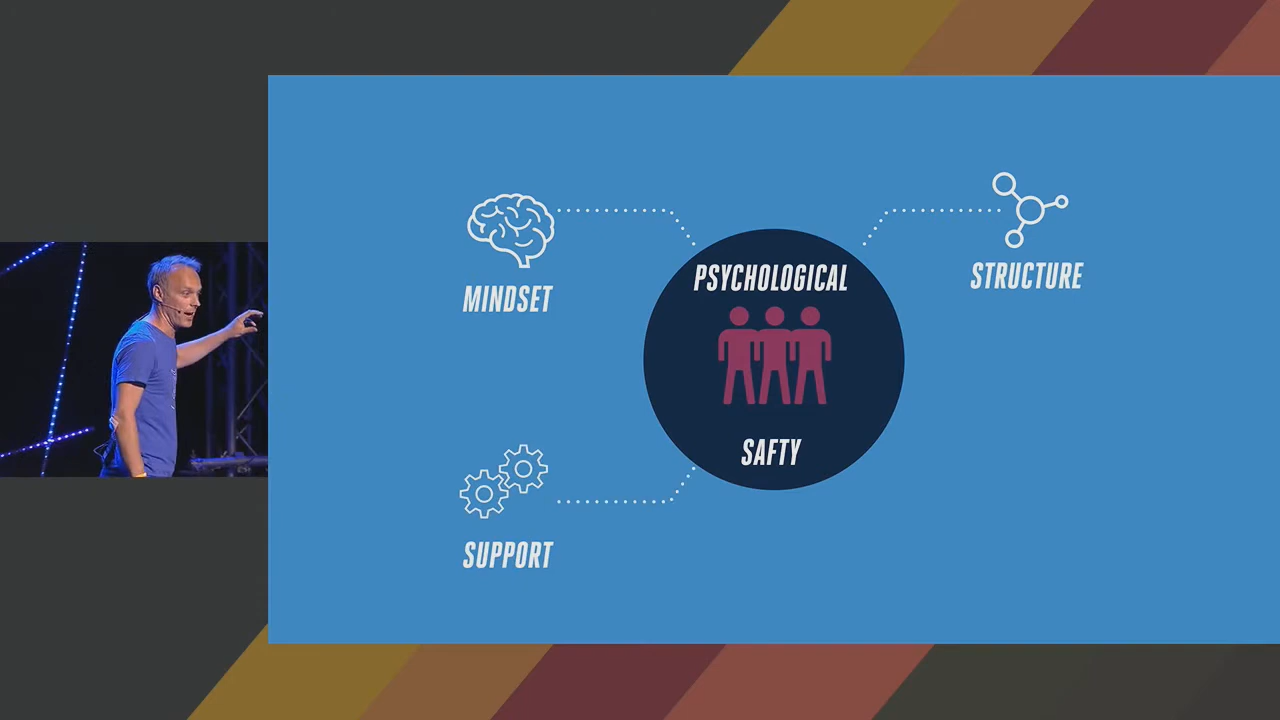 MINDSET
PSYCHOLOGICAL
SAFTY
STRUCTURE
SUPPORT